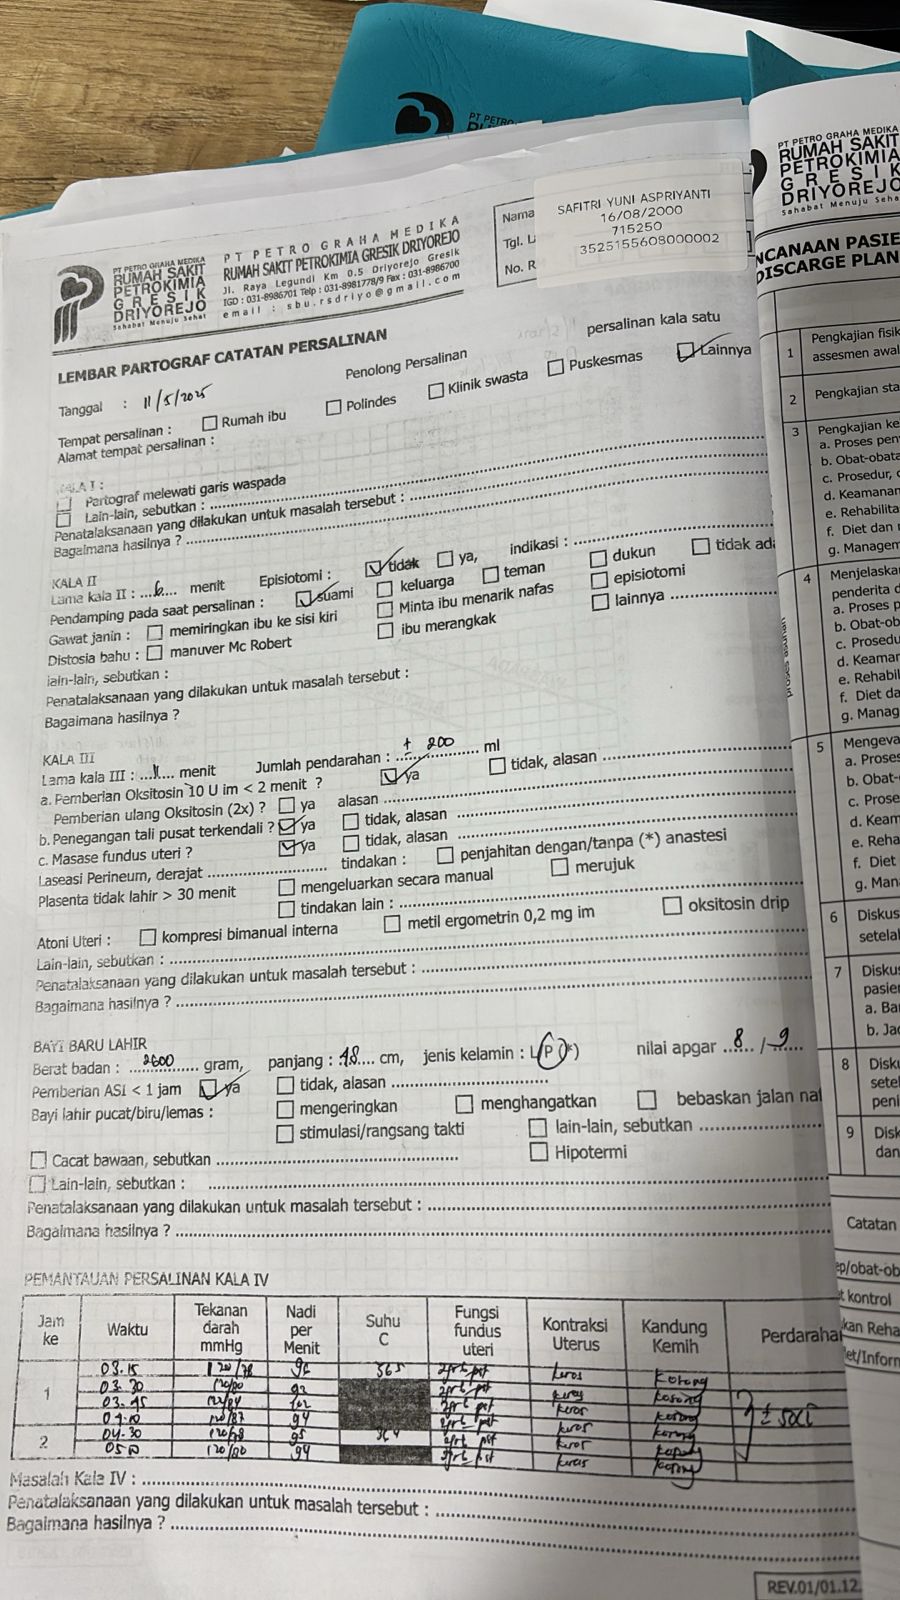 PT PETRO GRAHA MEDIKA
RUMAH SAKIT
PETROKIMIA
GRESIK
DRIYOREJO
Sahabat Menuju Sehat
PT PETRO GRAHA MEDIKA
RUMAH SAKIT PETROKIMIA GRESIK DRIYOREJO
Jl. Raya Legundi Km 0.5 Driyorejo Gresik
IGD : 031-8986701 Telp : 031-8981778/9 Fax : 031-8986700
email : sbu.rsdriyo@gmail.com
Nama
Tgl. L
No. R
SAFITRI YUNI ASPRIYANTI
16/08/2000
715250
3525155608000002
LEMBAR PARTOGRAF CATATAN PERSALINAN
Tanggal : 11/5/2025 Penolong Persalinan persalinan kala satu
Tempat persalinan : Rumah ibu Polindes Klinik swasta Puskesmas Lainnya
Alamat tempat persalinan :
KALA I :
Partograf melewati garis waspada
Lain-lain, sebutkan :
Penatalaksanaan yang dilakukan untuk masalah tersebut :
Bagaimana hasilnya ?
KALA II
Lama kala II : 6 menit Episiotomi : tidak ya, indikasi :
Pendamping pada saat persalinan : suami keluarga teman dukun tidak ada
Gawat janin : memiringkan ibu ke sisi kiri Minta ibu menarik nafas episiotomi
Distosia bahu : manuver Mc Robert ibu merangkak lainnya
lain-lain, sebutkan :
Penatalaksanaan yang dilakukan untuk masalah tersebut :
Bagaimana hasilnya ?
KALA III
Lama kala III : menit Jumlah pendarahan : ± 200 ml
a. Pemberian Oksitosin 10 U im < 2 menit ? ya tidak, alasan
Pemberian ulang Oksitosin (2x) ? ya alasan
b. Penegangan tali pusat terkendali ? ya tidak, alasan
c. Masase fundus uteri ? ya tidak, alasan
Laseasi Perineum, derajat tindakan : penjahitan dengan/tanpa (*) anastesi
Plasenta tidak lahir > 30 menit mengeluarkan secara manual merujuk
tindakan lain :
Atoni Uteri : kompresi bimanual interna metil ergometrin 0,2 mg im oksitosin drip
Lain-lain, sebutkan :
Penatalaksanaan yang dilakukan untuk masalah tersebut :
Bagaimana hasilnya ?
BAYI BARU LAHIR
Berat badan : 2600 gram, panjang : 48 cm, jenis kelamin : L/P (*) nilai apgar 8 / 9
Pemberian ASI < 1 jam ya tidak, alasan
Bayi lahir pucat/biru/lemas : mengeringkan menghangatkan bebaskan jalan naf
stimulasi/rangsang takti lain-lain, sebutkan
Cacat bawaan, sebutkan Hipotermi
Lain-lain, sebutkan :
Penatalaksanaan yang dilakukan untuk masalah tersebut :
Bagaimana hasilnya ?
PEMANTAUAN PERSALINAN KALA IV
Jam ke Waktu Tekanan darah mmHg Nadi per Menit Suhu C Fungsi fundus uteri Kontraksi Uterus Kandung Kemih Perdaraha
1 03.15 120/78 96 365 2jrt pst keras kosong
03.30 120/80 92 2jrt pst keras kosong
03.45 122/84 102 2jrt pst keras kosong
94 2jrt pst keras kosong
2 04.30 95 364 2jrt pst keras kosong
05.00 120/80 94 2jrt pst keras kosong
Masalah Kala IV :
Penatalaksanaan yang dilakukan untuk masalah tersebut :
Bagaimana hasilnya ?
REV.01/01.12.
PT PETRO GRAHA MEDIKA
RUMAH SAKIT
PETROKIMIA
GRESIK
DRIYOREJO
Sahabat Menuju Seha
NCANAAN PASIE
DISCARGE PLAN
1 Pengkajian fisik
assesmen awal
2 Pengkajian sta
3 Pengkajian ke
a. Proses pen
b. Obat-obata
c. Prosedur,
d. Keamanan
e. Rehabilita
f. Diet dan
g. Managem
proses asuhan
4 Menjelaska
penderita d
a. Proses p
b. Obat-ob
c. Prosedu
d. Keamar
e. Rehabil
f. Diet da
g. Manag
5 Mengeva
a. Proses
b. Obat-
c. Prose
d. Keam
e. Reha
f. Diet
g. Man
6 Diskus
setelal
7 Diskus
pasier
a. Ba
b. Ja
8 Disku
setel
peni
9 Disk
dan
Catatan
ep/obat-ob
t kontrol
kan Reha
let/Inform